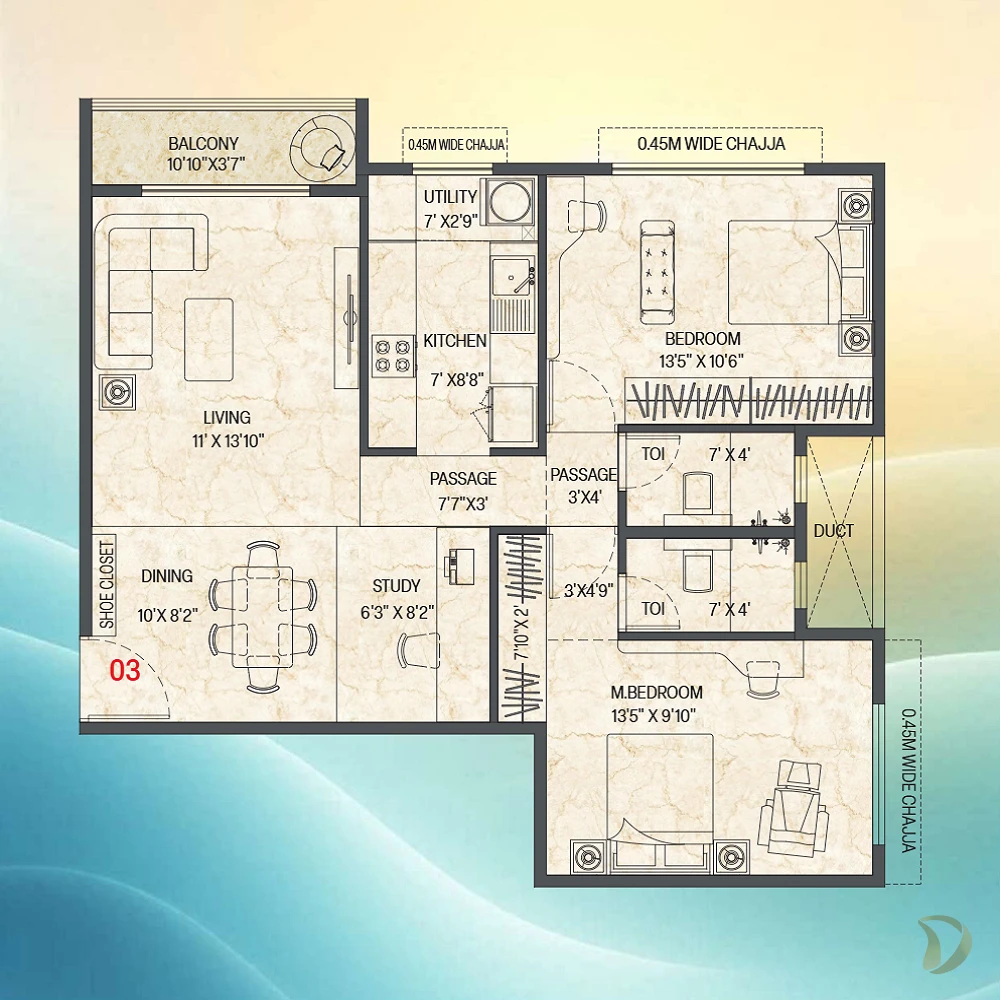 BALCONY
10'10"X3'7"
0.45M WIDE CHAJJA
0.45M WIDE CHAJJA
UTILITY
7' X2'9"
KITCHEN
7' X8'8"
BEDROOM
13'5" X 10'6"
LIVING
11' X 13'10"
PASSAGE
7'7"X3'
PASSAGE
3'X4'
TOI
7' X 4'
DUCT
SHOE CLOSET
DINING
10'X 8'2"
STUDY
6'3" X 8'2"
7'10"X 2'
3'X4'9"
TOI
7' X 4'
03
M.BEDROOM
13'5" X 9'10"
0.45M WIDE CHAJJA